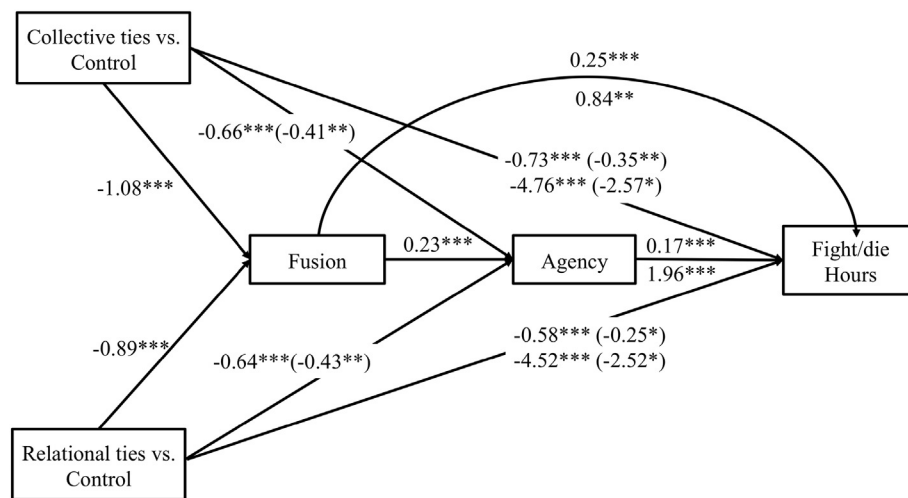 Collective ties vs.
Control
0.25***
0.84**
-0.66***(-0.41**)
-0.73*** (-0.35**)
-4.76*** (-2.57*)
-1.08***
Fusion
0.23***
Agency
0.17***
1.96***
Fight/die
Hours
-0.89***
-0.64***(-0.43**)
-0.58*** (-0.25*)
-4.52*** (-2.52*)
Relational ties vs.
Control